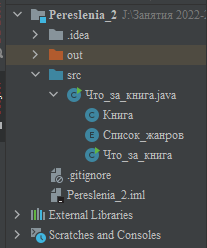 Pereslenia_2 J:\Занятия 2022-
.idea
out
src
Что_за_книга.java
Книга
Список_жанров
Что_за_книга
.gitignore
Pereslenia_2.iml
External Libraries
Scratches and Consoles